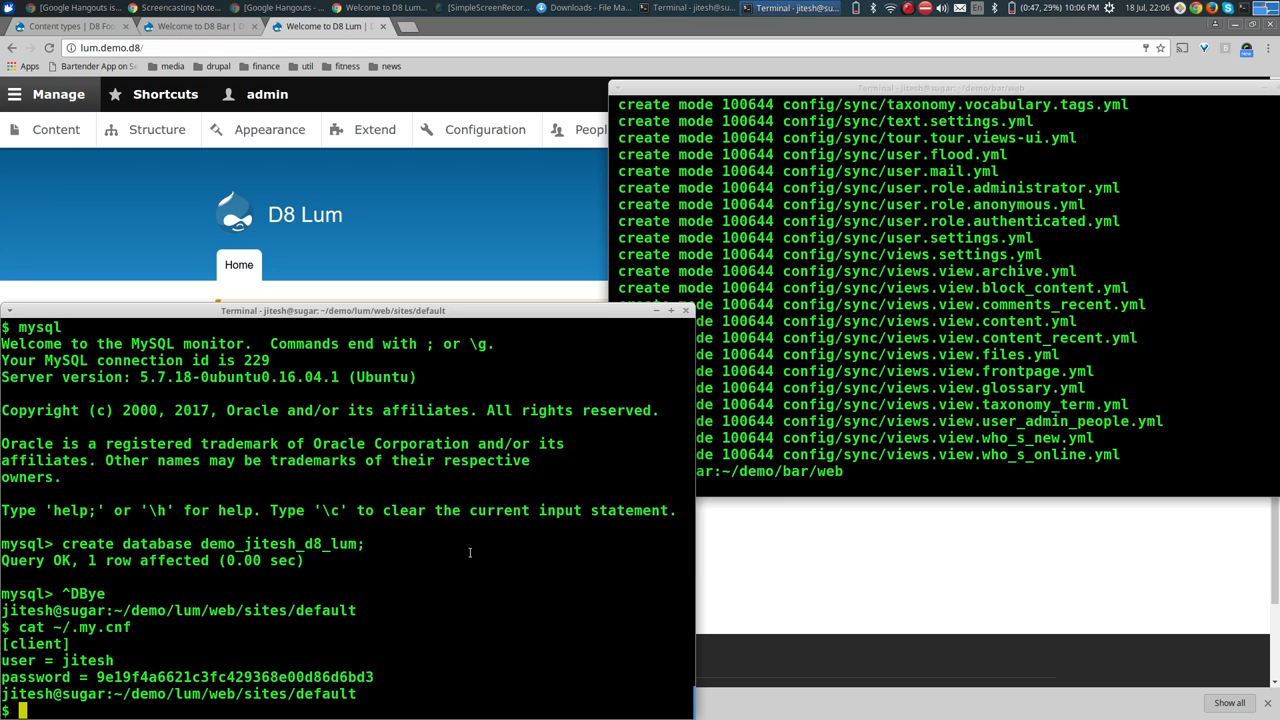 [Google Hangouts is...
Screencasting Note...
[Google Hangouts] (...
Welcome to D8 Lu...
[SimpleScreenRecor...
Downloads - File Ma...
Terminal - jitesh@su...
Terminal - jitesh@su...
En
(0:47, 29%, 10:06 PM)
18 Jul, 22:06
Content types | D8 Foo
Welcome to D8 Bar |
Welcome to D8 Lum |
lum.demo.d8/
Apps
Bartender App on S
media
drupal
finance
util
fitness
news
Manage
Shortcuts
admin
Content
Structure
Appearance
Extend
Configuration
Peopl
D8 Lum
Home
Terminal - jitesh@sugar: ~/demo/bar/web
create mode 100644 config/sync/taxonomy.vocabulary.tags.yml
create mode 100644 config/sync/text.settings.yml
create mode 100644 config/sync/tour.tour.views-ui.yml
create mode 100644 config/sync/user.flood.yml
create mode 100644 config/sync/user.mail.yml
create mode 100644 config/sync/user.role.administrator.yml
create mode 100644 config/sync/user.role.anonymous.yml
create mode 100644 config/sync/user.role.authenticated.yml
create mode 100644 config/sync/user.settings.yml
create mode 100644 config/sync/views.settings.yml
create mode 100644 config/sync/views.view.archive.yml
create mode 100644 config/sync/views.view.block_content.yml
create mode 100644 config/sync/views.view.comments_recent.yml
de 100644 config/sync/views.view.content.yml
de 100644 config/sync/views.view.content_recent.yml
de 100644 config/sync/views.view.files.yml
de 100644 config/sync/views.view.frontpage.yml
de 100644 config/sync/views.view.glossary.yml
de 100644 config/sync/views.view.taxonomy_term.yml
de 100644 config/sync/views.view.user_admin_people.yml
de 100644 config/sync/views.view.who_s_new.yml
de 100644 config/sync/views.view.who_s_online.yml
ar:~/demo/bar/web
Terminal - jitesh@sugar: ~/demo/lum/web/sites/default
$ mysql
Welcome to the MySQL monitor.  Commands end with ; or \g.
Your MySQL connection id is 229
Server version: 5.7.18-0ubuntu0.16.04.1 (Ubuntu)
Copyright (c) 2000, 2017, Oracle and/or its affiliates. All rights reserved.
Oracle is a registered trademark of Oracle Corporation and/or its
affiliates. Other names may be trademarks of their respective
owners.
Type 'help;' or '\h' for help. Type '\c' to clear the current input statement.
mysql> create database demo_jitesh_d8_lum;
Query OK, 1 row affected (0.00 sec)
mysql> ^DBye
jitesh@sugar:~/demo/lum/web/sites/default
$ cat ~/.my.cnf
[client]
user = jitesh
password = 9e19f4a6621c3fc429368e00d86d6bd3
jitesh@sugar:~/demo/lum/web/sites/default
$
Show all